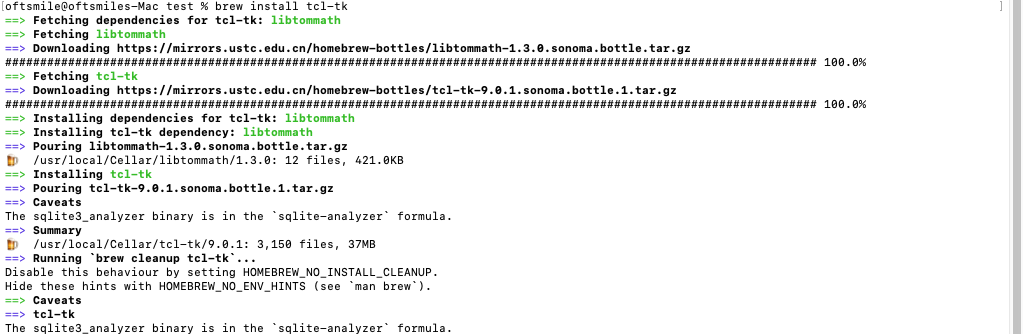 [oftsmile@oftsmiles-Mac test % brew install tcl-tk ]
==> Fetching dependencies for tcl-tk: libtommath
==> Fetching libtommath
==> Downloading https://mirrors.ustc.edu.cn/homebrew-bottles/libtommath-1.3.0.sonoma.bottle.tar.gz
#################################################################################################################### 100.0%
==> Fetching tcl-tk
==> Downloading https://mirrors.ustc.edu.cn/homebrew-bottles/tcl-tk-9.0.1.sonoma.bottle.1.tar.gz
#################################################################################################################### 100.0%
==> Installing dependencies for tcl-tk: libtommath
==> Installing tcl-tk dependency: libtommath
==> Pouring libtommath-1.3.0.sonoma.bottle.tar.gz
🍺 /usr/local/Cellar/libtommath/1.3.0: 12 files, 421.0KB
==> Installing tcl-tk
==> Pouring tcl-tk-9.0.1.sonoma.bottle.1.tar.gz
==> Caveats
The sqlite3_analyzer binary is in the `sqlite-analyzer` formula.
==> Summary
🍺 /usr/local/Cellar/tcl-tk/9.0.1: 3,150 files, 37MB
==> Running `brew cleanup tcl-tk`...
Disable this behaviour by setting HOMEBREW_NO_INSTALL_CLEANUP.
Hide these hints with HOMEBREW_NO_ENV_HINTS (see `man brew`).
==> Caveats
==> tcl-tk
The sqlite3_analyzer binary is in the `sqlite-analyzer` formula.